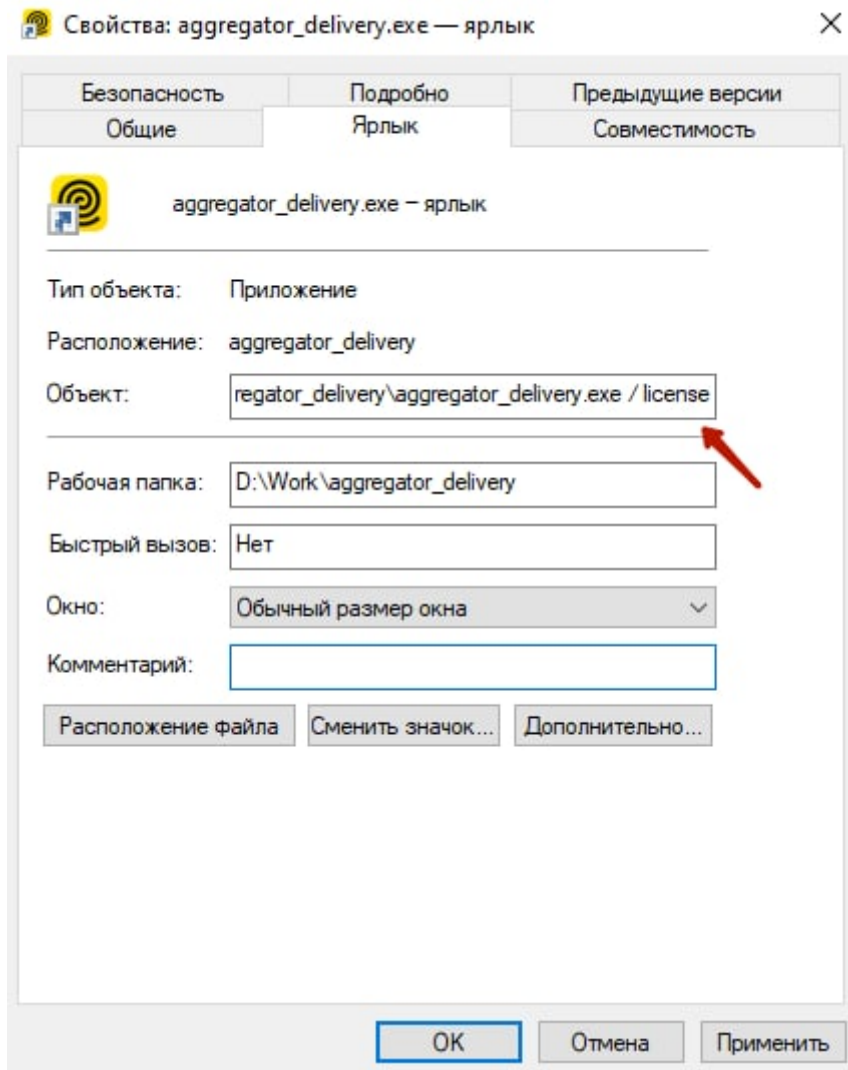 Свойства: aggregator_delivery.exe — ярлык
Безопасность Подробно Предыдущие версии
Общие Ярлык Совместимость
aggregator_delivery.exe – ярлык
Тип объекта: Приложение
Расположение: aggregator_delivery
Объект: regator_delivery\aggregator_delivery.exe / license
Рабочая папка: D:\Work\aggregator_delivery
Быстрый вызов: Нет
Окно: Обычный размер окна
Комментарий:
Расположение файла Сменить значок... Дополнительно...
ОК Отмена Применить